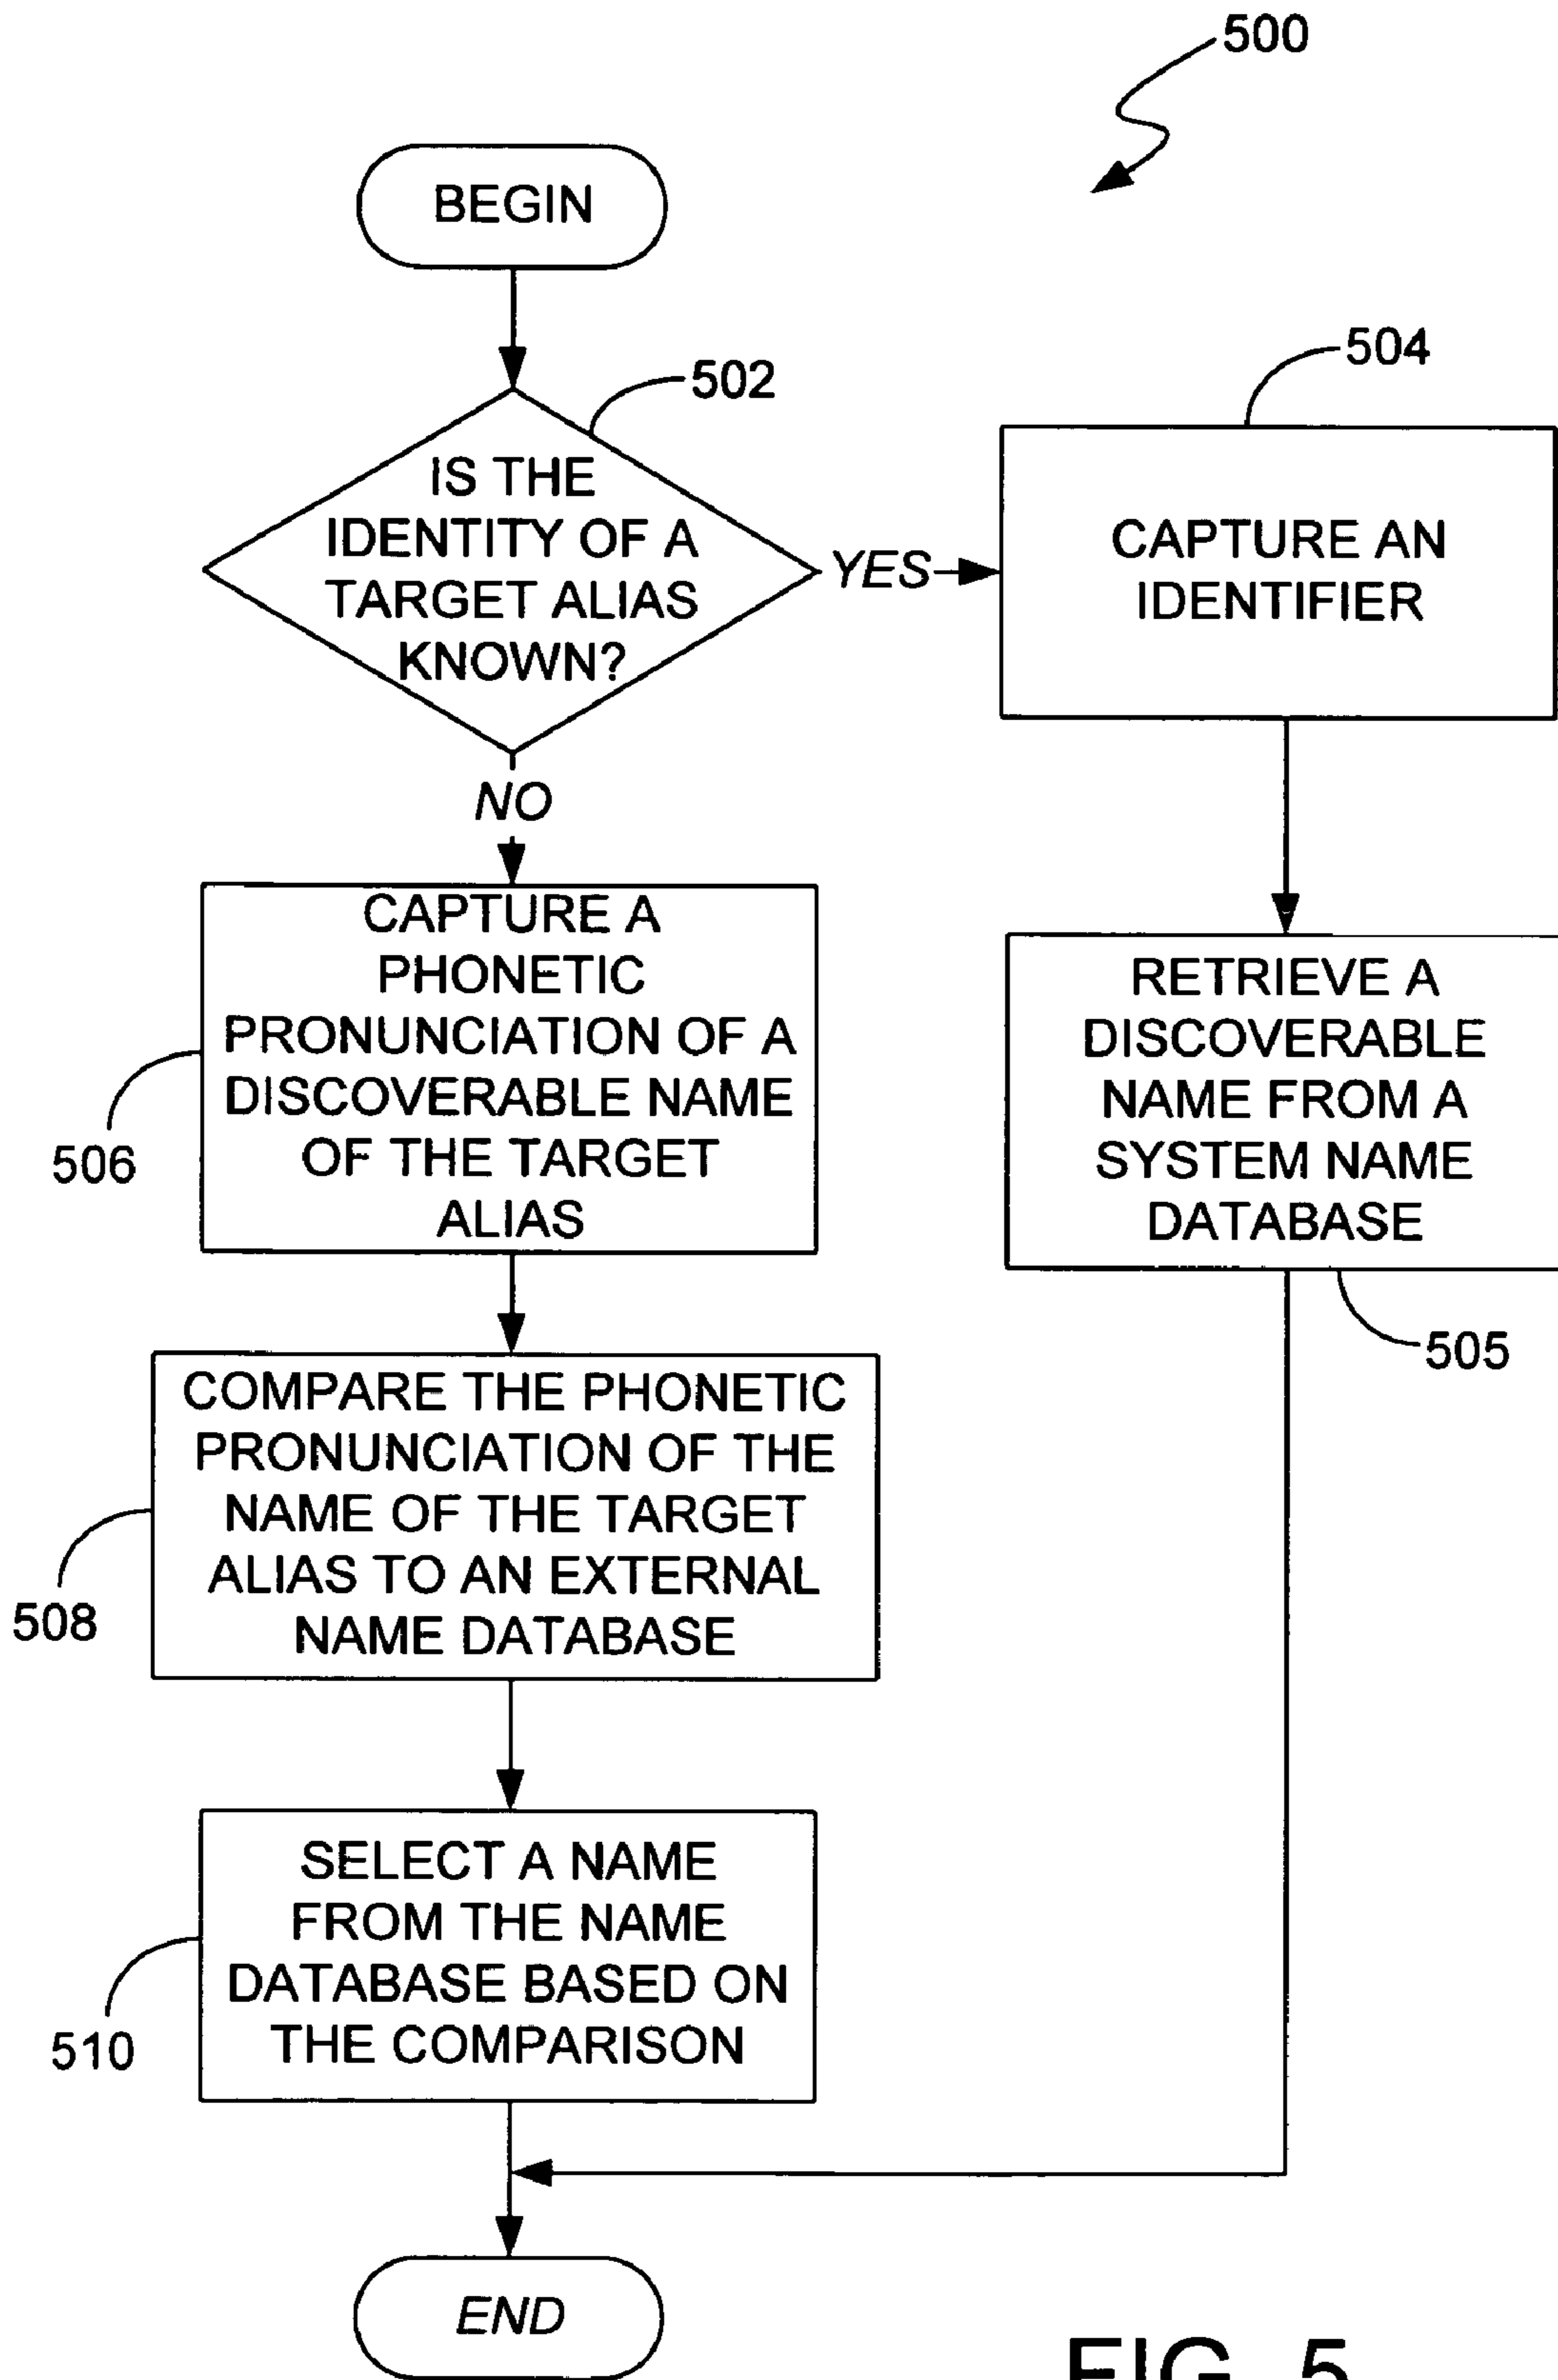 500
BEGIN
502
IS THE
IDENTITY OF A
TARGET ALIAS
KNOWN?
YES
NO
504
CAPTURE AN
IDENTIFIER
RETRIEVE A
DISCOVERABLE
NAME FROM A
SYSTEM NAME
DATABASE
505
CAPTURE A
PHONETIC
PRONUNCIATION OF A
DISCOVERABLE NAME
OF THE TARGET
ALIAS
506
COMPARE THE PHONETIC
PRONUNCIATION OF THE
NAME OF THE TARGET
ALIAS TO AN EXTERNAL
NAME DATABASE
508
SELECT A NAME
FROM THE NAME
DATABASE BASED ON
THE COMPARISON
510
END
FIG. 5